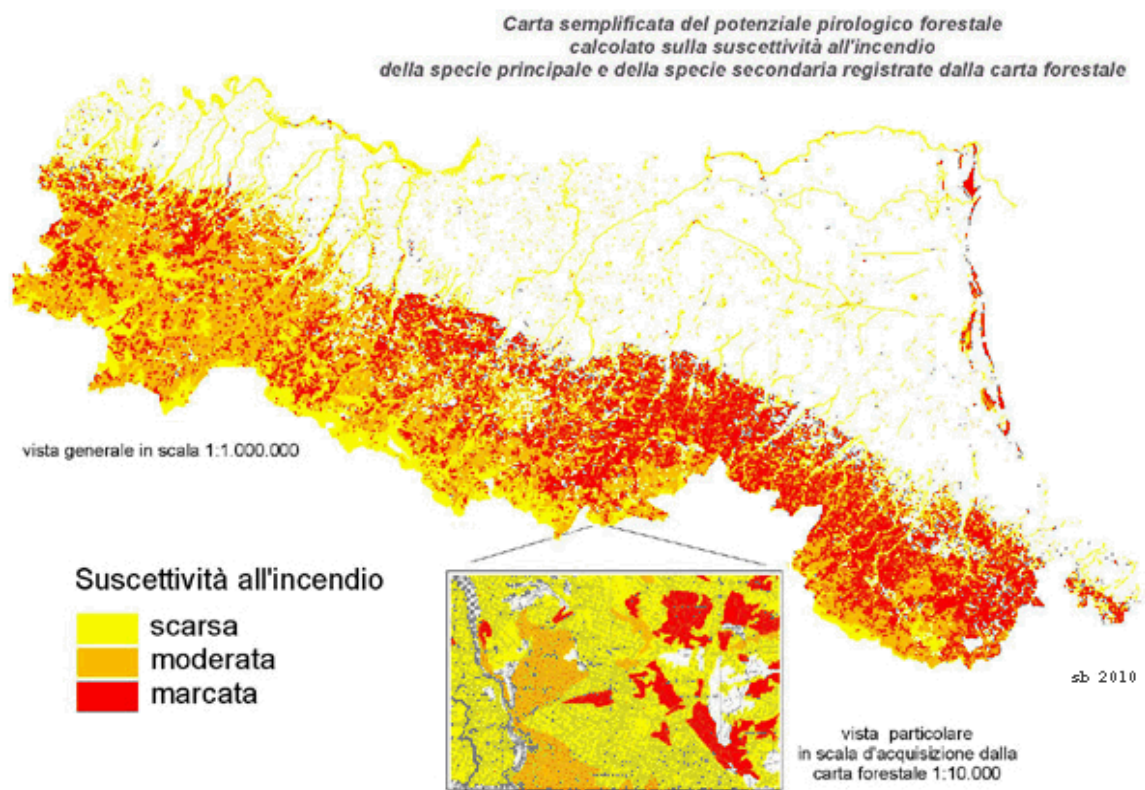 Carta semplificata del potenziale pirologico forestale
calcolato sulla suscettività all'incendio
della specie principale e della specie secondaria registrate dalla carta forestale
vista generale in scala 1:1.000.000
Suscettività all'incendio
scarsa
moderata
marcata
sb 2010
vista particolare
in scala d'acquisizione dalla
carta forestale 1:10.000